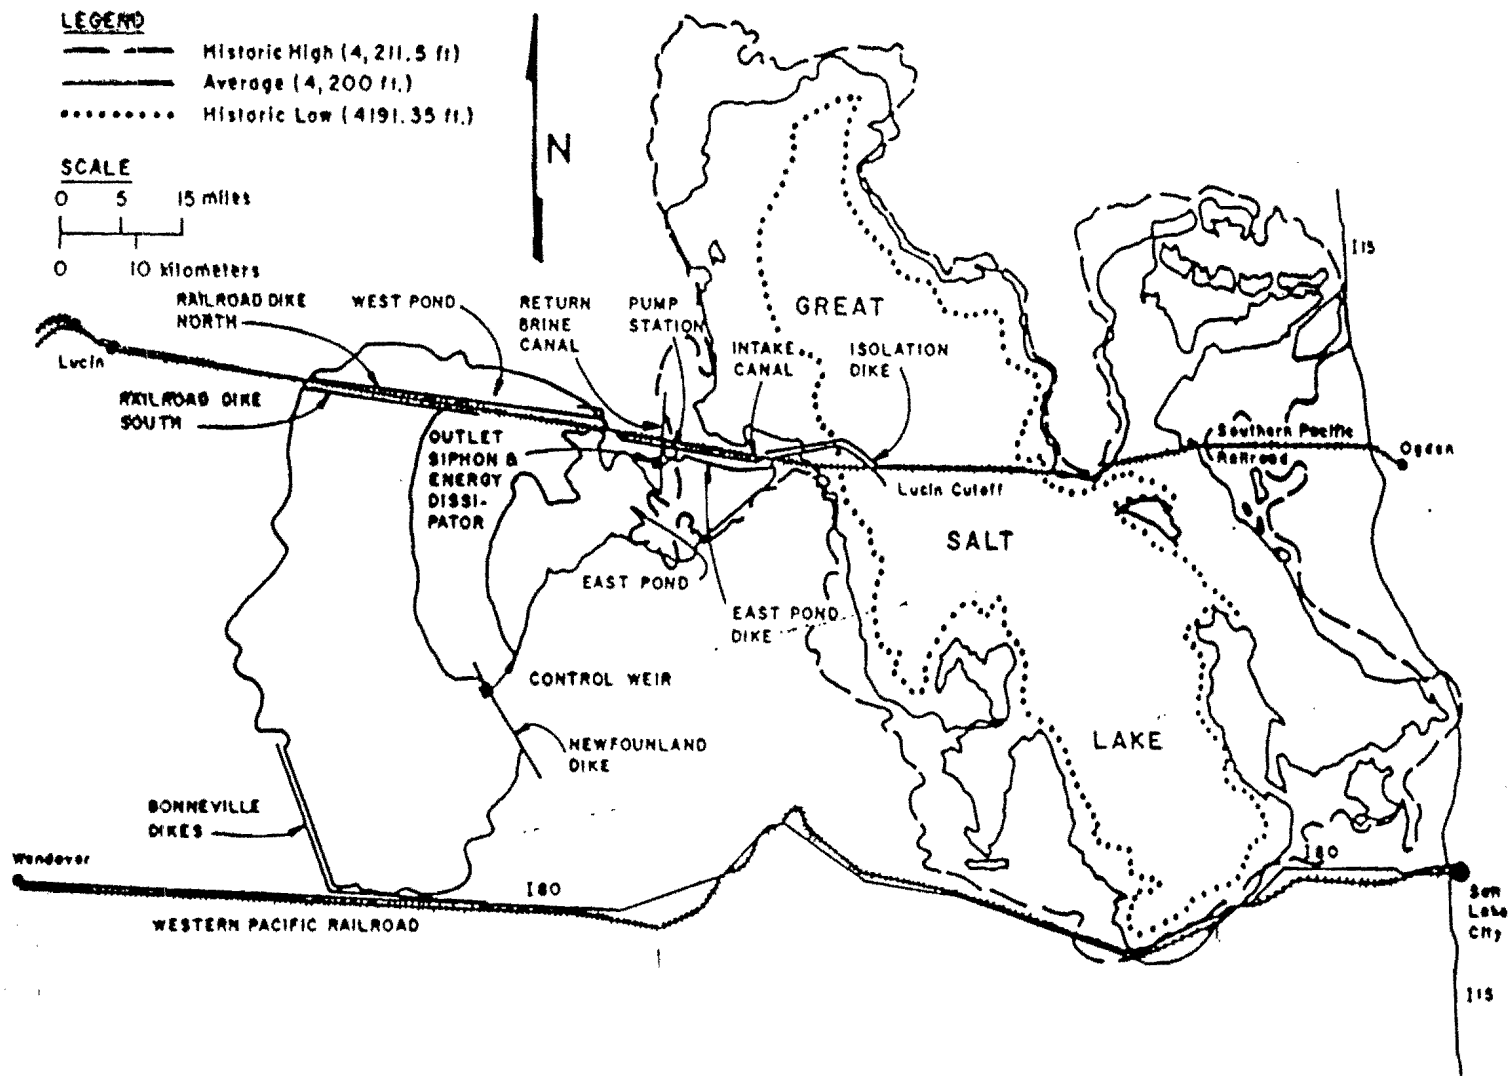 LEGEND
Historic High (4,211.5 ft)
Average (4,200 ft.)
Historic Low (4191.35 ft.)
SCALE
0 5 15 miles
0 10 kilometers
N
RAILROAD DIKE
NORTH
WEST POND
RETURN
BRINE
CANAL
PUMP
STATION
GREAT
I15
INTAKE
CANAL
ISOLATION
DIKE
Lucin
RAILROAD DIKE
SOUTH
OUTLET
SIPHON &
ENERGY
DISSI-
PATOR
Southern Pacific
Railroad
Ogden
Lucin Cutoff
SALT
EAST POND
EAST POND
DIKE
CONTROL WEIR
NEWFOUNLAND
DIKE
LAKE
BONNEVILLE
DIKES
Wendover
I80
I80
WESTERN PACIFIC RAILROAD
Lake
City
I15